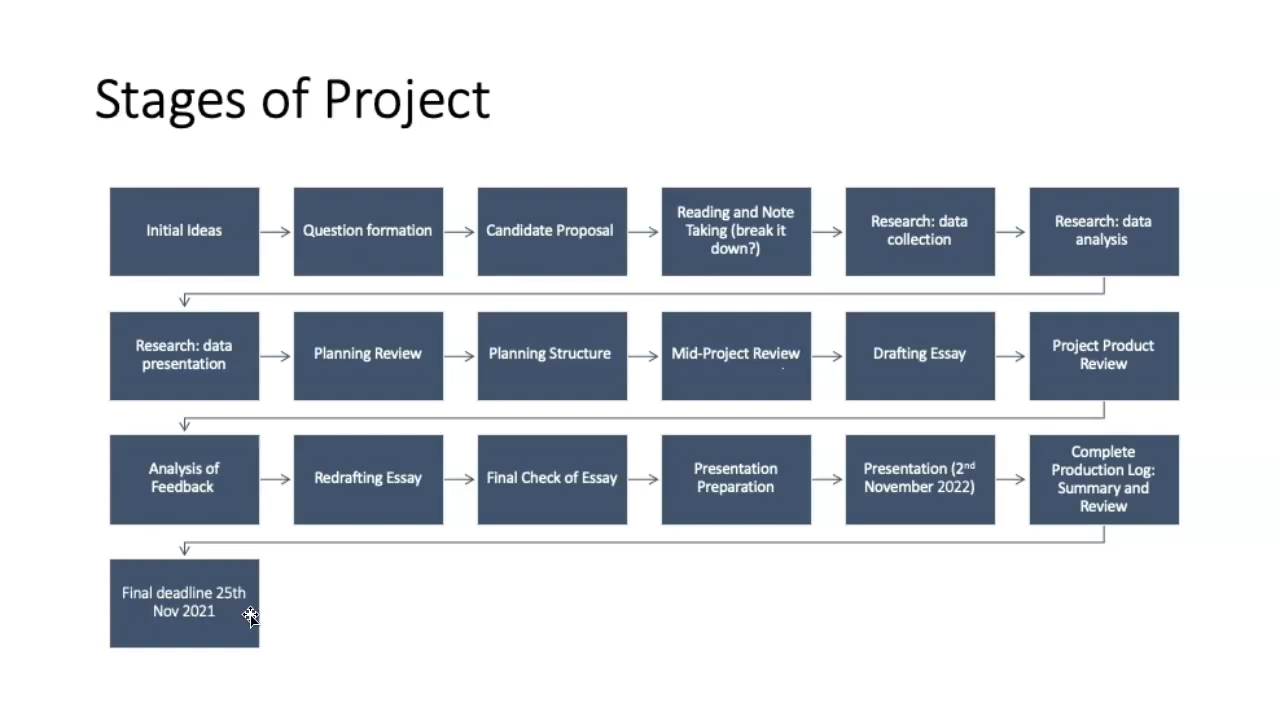 Stages of Project
Initial Ideas
Question formation
Candidate Proposal
Reading and Note
Taking (break it
down?)
Research: data
collection
Research: data
analysis
Research: data
presentation
Planning Review
Planning Structure
Mid-Project Review
Drafting Essay
Project Product
Review
Analysis of
Feedback
Redrafting Essay
Final Check of Essay
Presentation
Preparation
Presentation (2nd
November 2022)
Complete
Production Log:
Summary and
Review
Final deadline 25th
Nov 2021